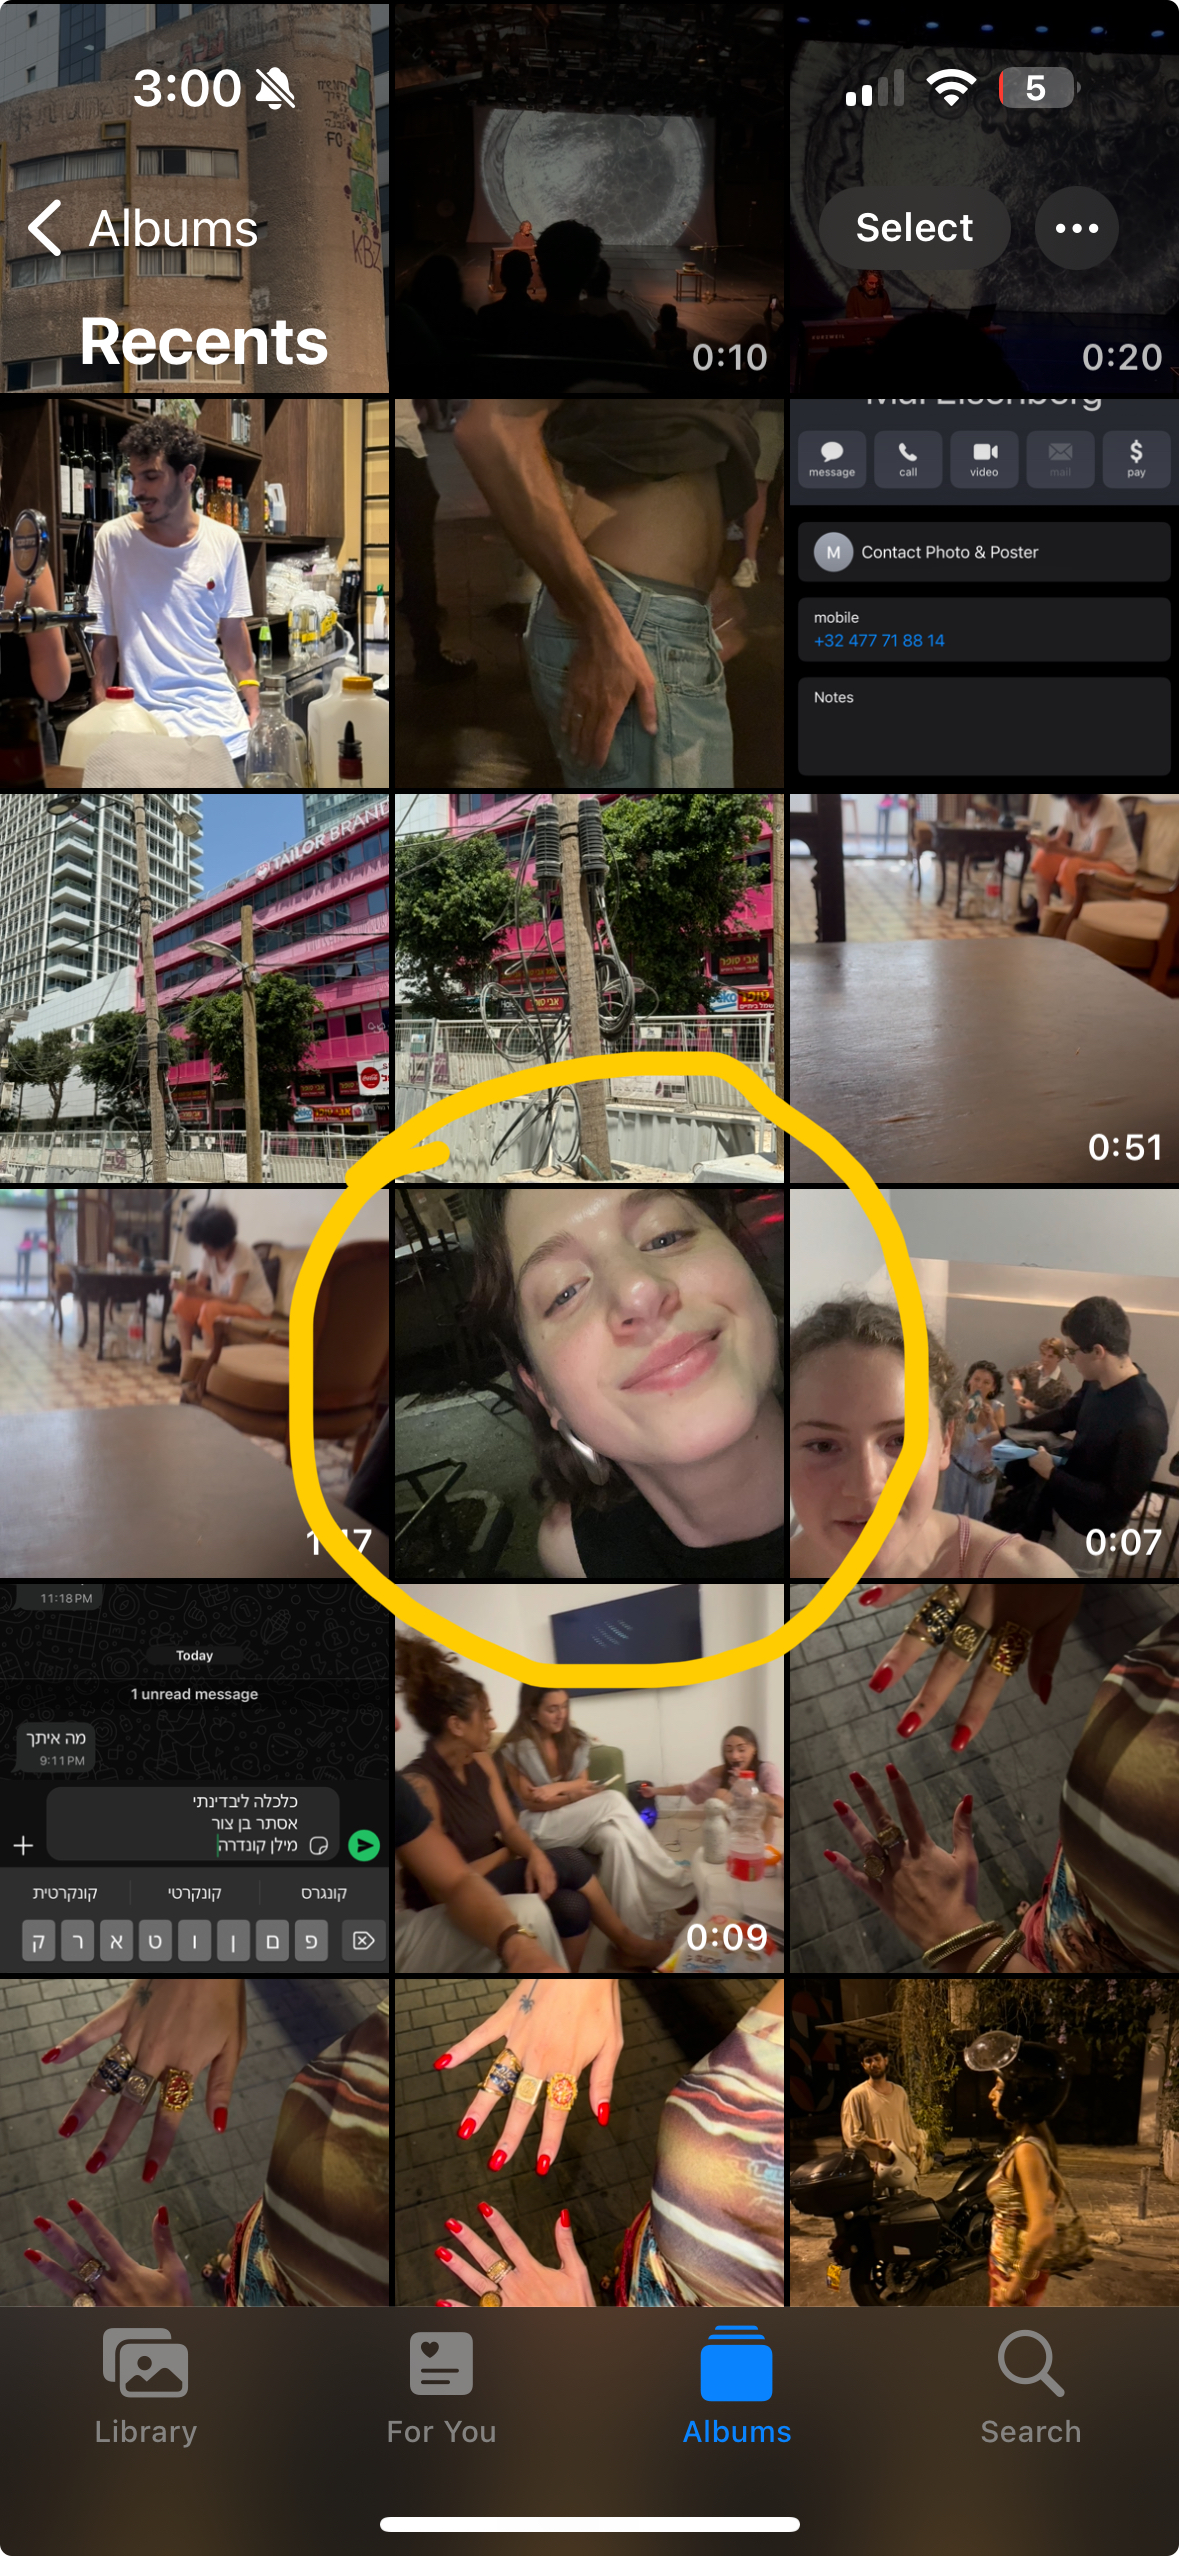 3:00
5
Albums
Select
Recents
0:10
0:20
message
call
video
mail
pay
M
Contact Photo & Poster
mobile
+32 477 71 88 14
Notes
TAILOR BRAND
אבי סופר
0:51
0:07
11:18 PM
Today
1 unread message
מה איתך
9:11 PM
כלכלה ליבדינתי
אסתר בן צור
מילן קונדרה
קונקרטית
קונקרטי
קונגרס
ק ר א ט ו ן ם פ
0:09
Library
For You
Albums
Search